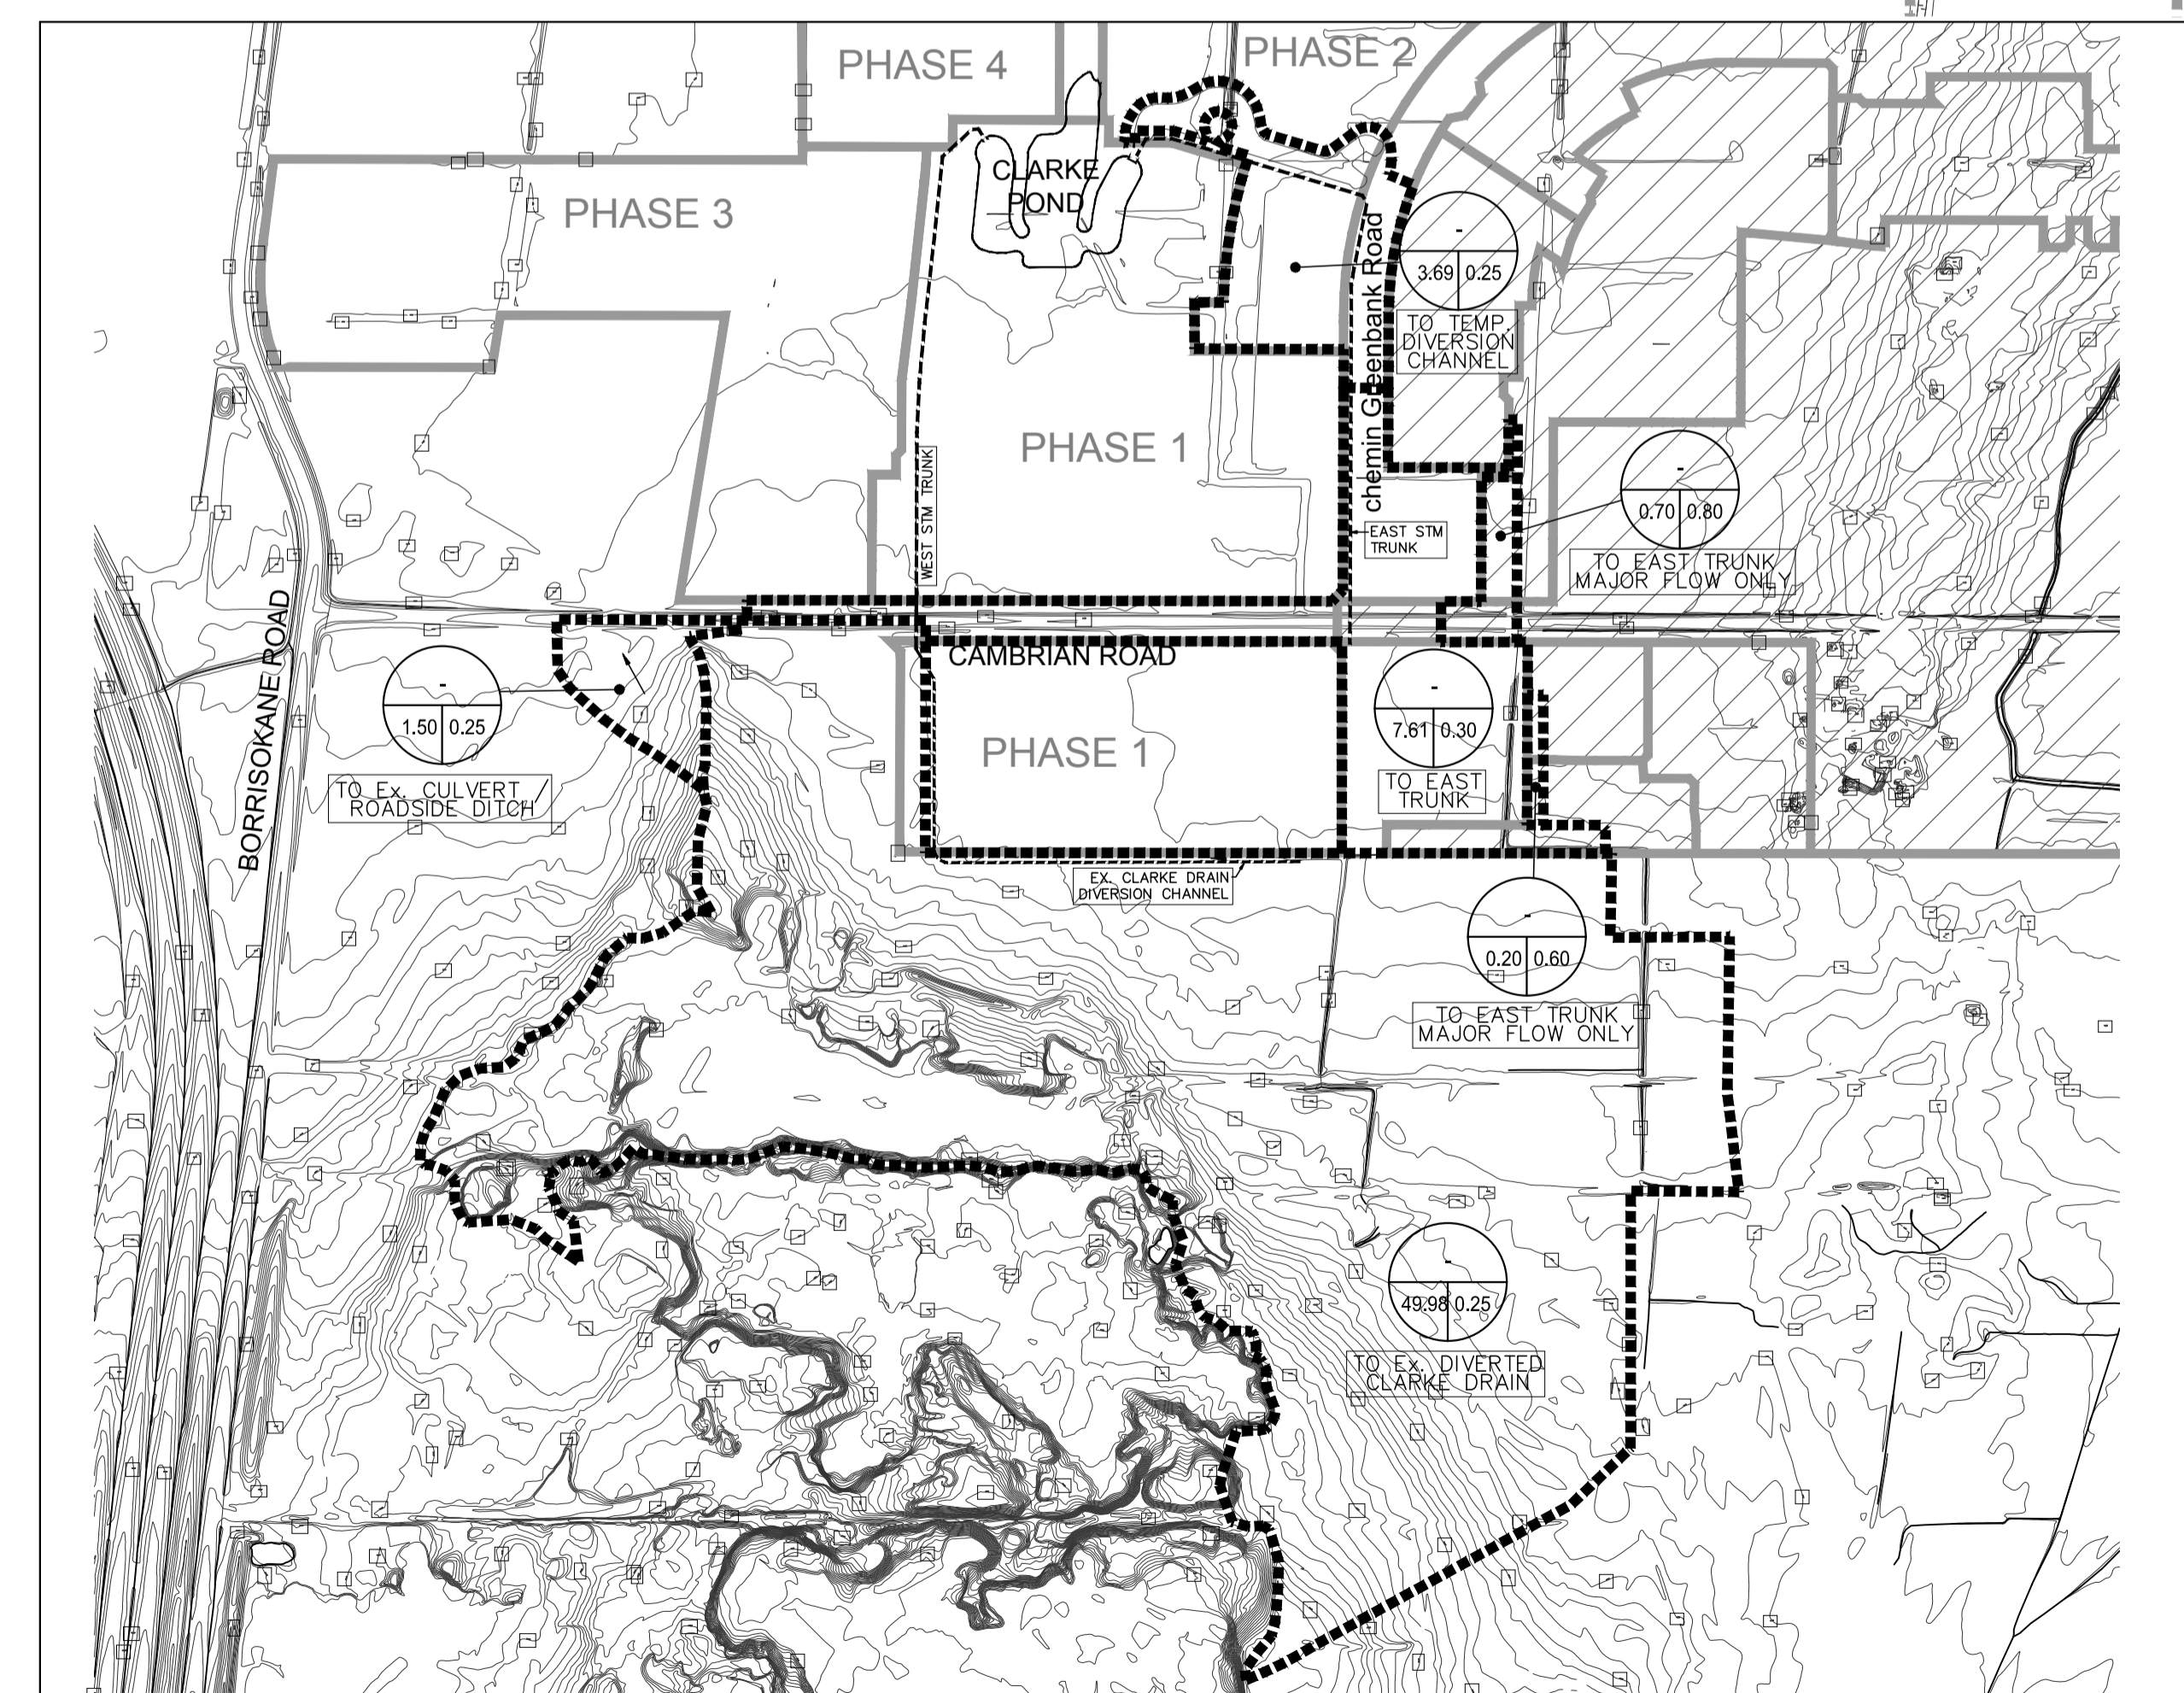 PHASE 4
PHASE 2
CLARKE
POND
PHASE 3
chemin Greenbank Road
-
3.69 0.25
TO TEMP.
DIVERSION
CHANNEL
PHASE 1
WEST STM TRUNK
EAST STM
TRUNK
-
0.70 0.80
TO EAST TRUNK
MAJOR FLOW ONLY
BORRISOKANE ROAD
CAMBRIAN ROAD
-
1.50 0.25
TO Ex. CULVERT /
ROADSIDE DITCH
PHASE 1
-
7.61 0.30
TO EAST
TRUNK
EX. CLARKE DRAIN
DIVERSION CHANNEL
-
0.20 0.60
TO EAST TRUNK
MAJOR FLOW ONLY
-
49.98 0.25
TO Ex. DIVERTED
CLARKE DRAIN